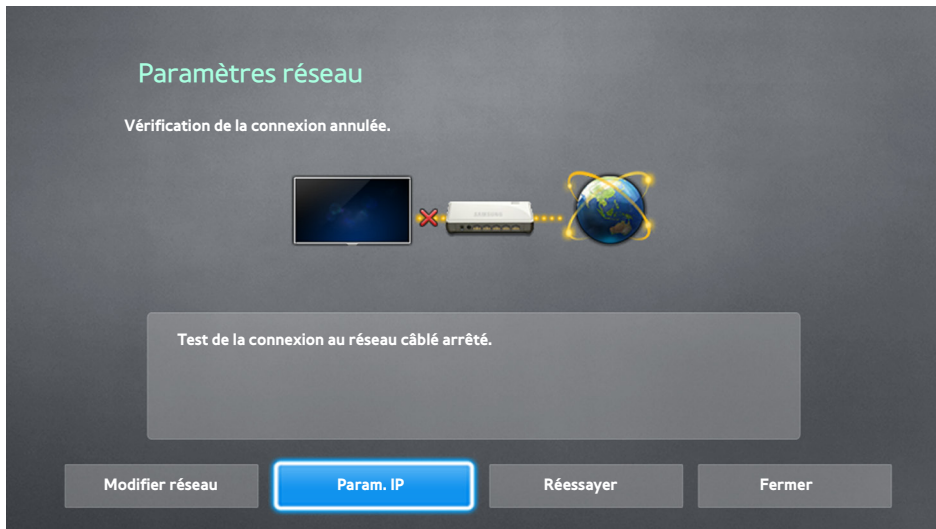 Paramètres réseau
Vérification de la connexion annulée.
SAMSUNG
Test de la connexion au réseau câblé arrêté.
Modifier réseau
Param. IP
Réessayer
Fermer